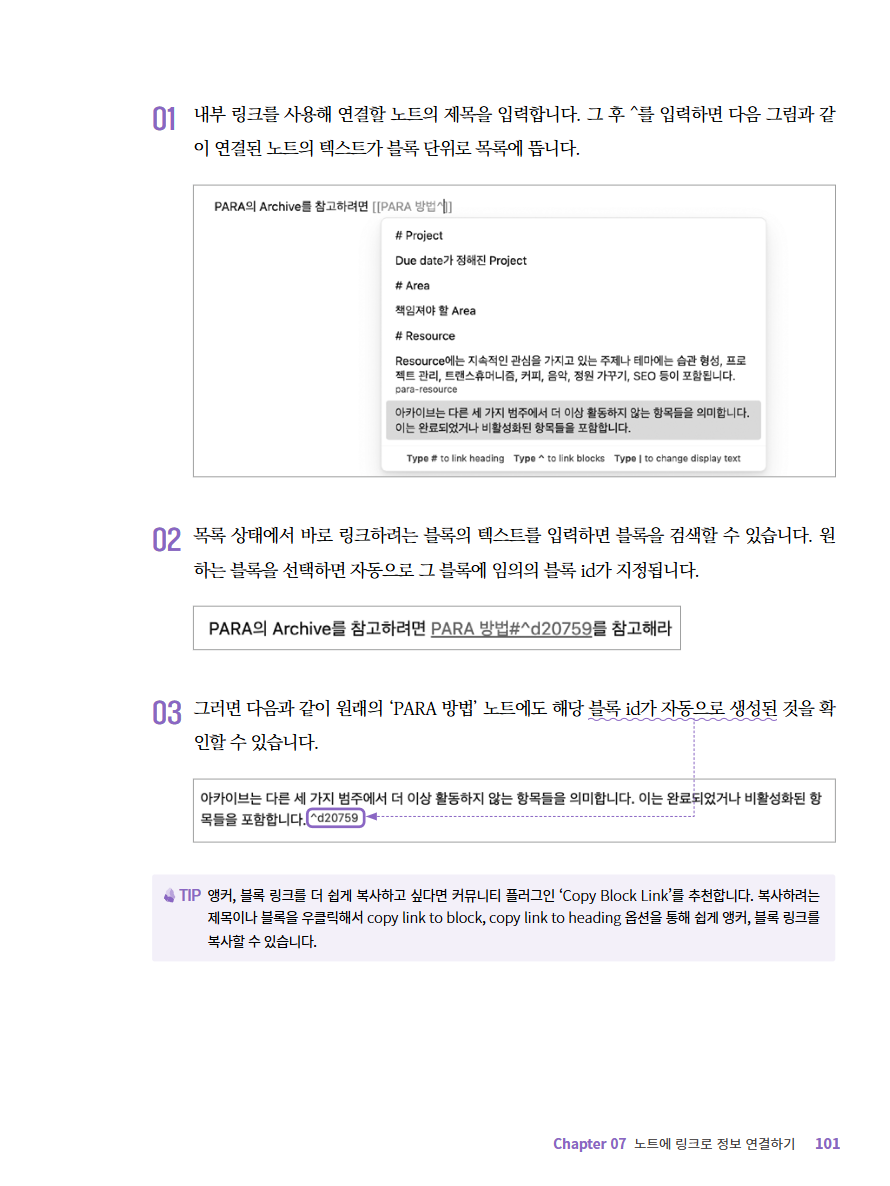 01 내부 링크를 사용해 연결할 노트의 제목을 입력합니다. 그 후 ^를 입력하면 다음 그림과 같
이 연결된 노트의 텍스트가 블록 단위로 목록에 뜹니다.
PARA의 Archive를 참고하려면 [[PARA 방법^]]
# Project
Due date가 정해진 Project
# Area
책임져야 할 Area
# Resource
Resource에는 지속적인 관심을 가지고 있는 주제나 테마에는 습관 형성, 프로
젝트 관리, 트랜스휴머니즘, 커피, 음악, 정원 가꾸기, SEO 등이 포함됩니다.
para-resource
아카이브는 다른 세 가지 범주에서 더 이상 활동하지 않는 항목들을 의미합니다.
이는 완료되었거나 비활성화된 항목들을 포함합니다.
Type # to link heading Type ^ to link blocks Type | to change display text
02 목록 상태에서 바로 링크하려는 블록의 텍스트를 입력하면 블록을 검색할 수 있습니다. 원
하는 블록을 선택하면 자동으로 그 블록에 임의의 블록 id가 지정됩니다.
PARA의 Archive를 참고하려면 PARA 방법#^d20759를 참고해라
03 그러면 다음과 같이 원래의 ‘PARA 방법’ 노트에도 해당 블록 id가 자동으로 생성된 것을 확
인할 수 있습니다.
아카이브는 다른 세 가지 범주에서 더 이상 활동하지 않는 항목들을 의미합니다. 이는 완료되었거나 비활성화된 항
목들을 포함합니다. ^d20759
TIP 앵커, 블록 링크를 더 쉽게 복사하고 싶다면 커뮤니티 플러그인 ‘Copy Block Link’를 추천합니다. 복사하려는
제목이나 블록을 우클릭해서 copy link to block, copy link to heading 옵션을 통해 쉽게 앵커, 블록 링크를
복사할 수 있습니다.
Chapter 07 노트에 링크로 정보 연결하기 101